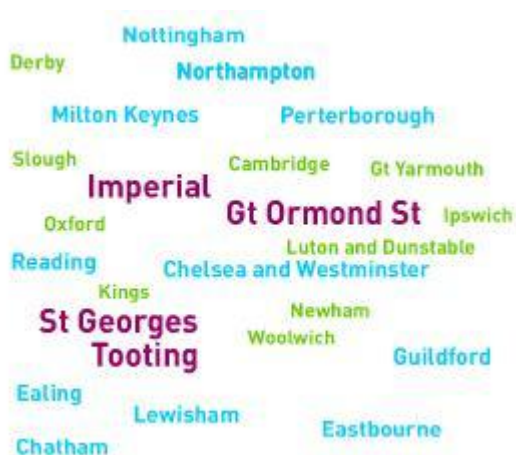 Nottingham
Derby
Northampton
Milton Keynes
Perterborough
Slough
Cambridge
Gt Yarmouth
Imperial
Gt Ormond St
Ipswich
Oxford
Luton and Dunstable
Reading
Chelsea and Westminster
Kings
Newham
St Georges
Tooting
Woolwich
Guildford
Ealing
Lewisham
Eastbourne
Chatham